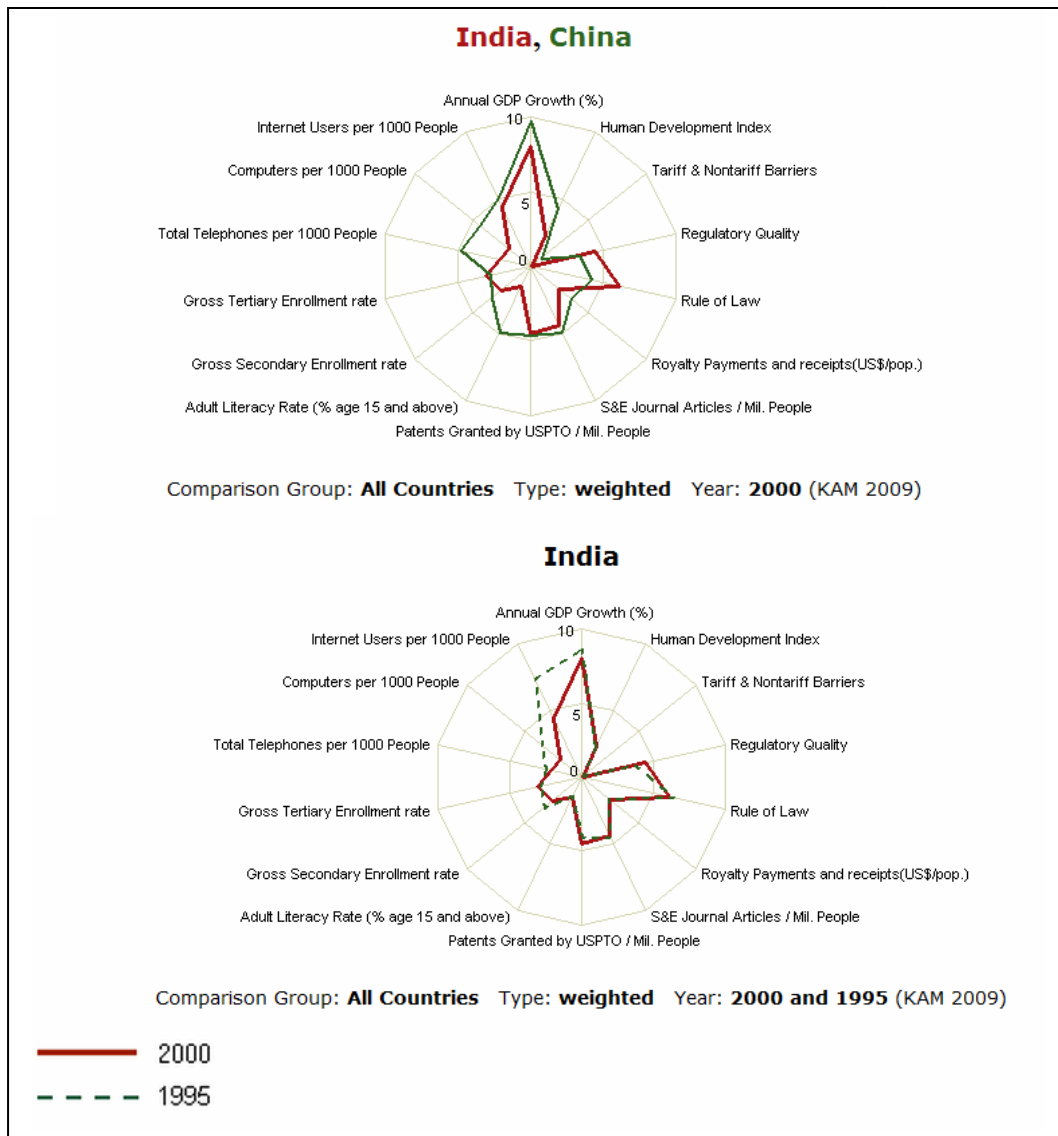 India, China
Annual GDP Growth (%)
10
Internet Users per 1000 People
Human Development Index
Computers per 1000 People
Tariff & Nontariff Barriers
5
Total Telephones per 1000 People
Regulatory Quality
0
Gross Tertiary Enrollment rate
Rule of Law
Gross Secondary Enrollment rate
Royalty Payments and receipts(US$/pop.)
Adult Literacy Rate (% age 15 and above)
S&E Journal Articles / Mil. People
Patents Granted by USPTO / Mil. People
Comparison Group: All Countries Type: weighted Year: 2000 (KAM 2009)
India
Annual GDP Growth (%)
10
Internet Users per 1000 People
Human Development Index
Computers per 1000 People
Tariff & Nontariff Barriers
5
Total Telephones per 1000 People
Regulatory Quality
0
Gross Tertiary Enrollment rate
Rule of Law
Gross Secondary Enrollment rate
Royalty Payments and receipts(US$/pop.)
Adult Literacy Rate (% age 15 and above)
S&E Journal Articles / Mil. People
Patents Granted by USPTO / Mil. People
Comparison Group: All Countries Type: weighted Year: 2000 and 1995 (KAM 2009)
2000
1995